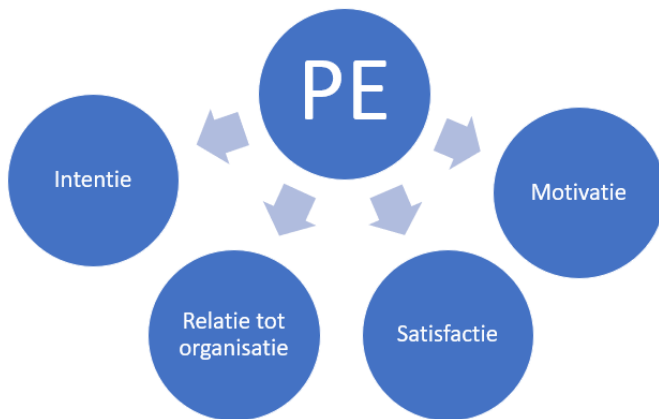 PE
Intentie
Motivatie
Relatie tot
organisatie
Satisfactie